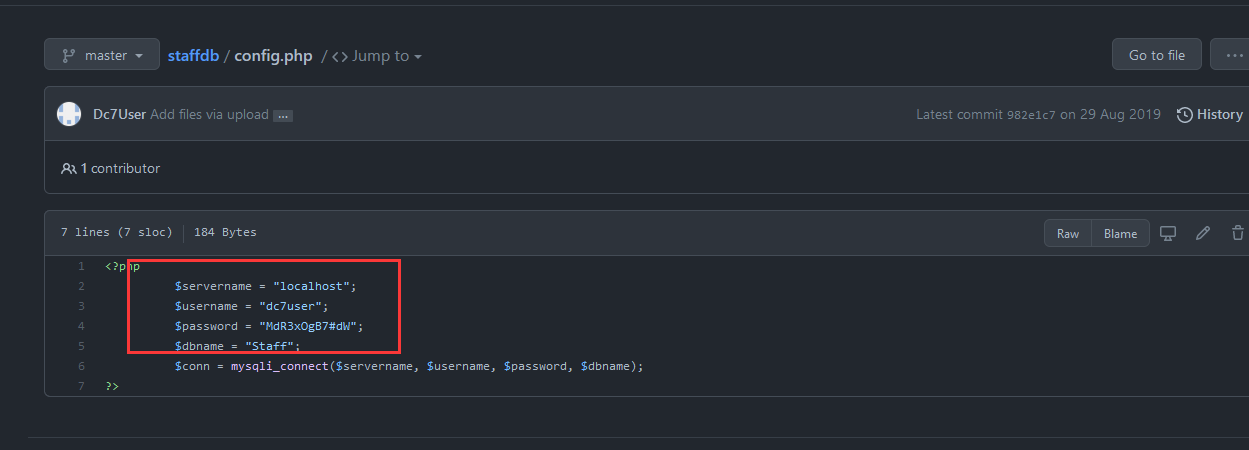 master staffdb / config.php / <> Jump to Go to file ...
Dc7User Add files via upload ... Latest commit 982e1c7 on 29 Aug 2019 History
1 contributor
7 lines (7 sloc) 184 Bytes Raw Blame
1 <?php
2 $servername = "localhost";
3 $username = "dc7user";
4 $password = "MdR3xOgB7#dW";
5 $dbname = "Staff";
6 $conn = mysqli_connect($servername, $username, $password, $dbname);
7 ?>